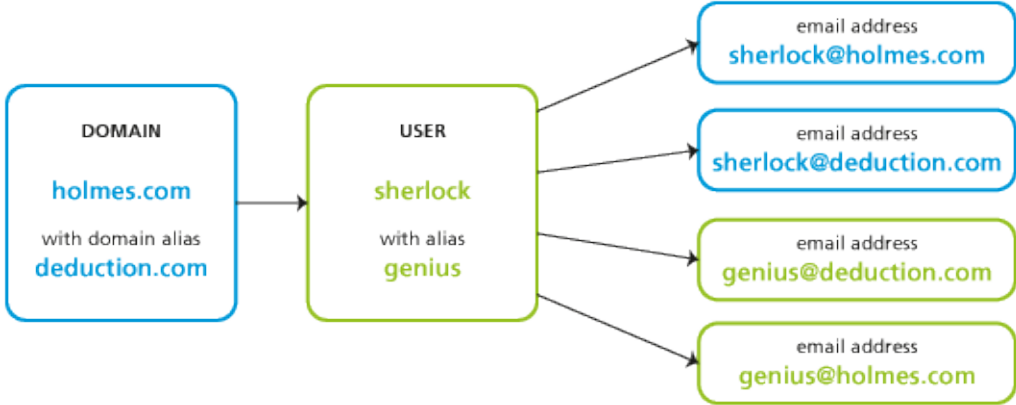 DOMAIN
holmes.com
with domain alias
deduction.com
USER
sherlock
with alias
genius
email address
sherlock@holmes.com
email address
sherlock@deduction.com
email address
genius@deduction.com
email address
genius@holmes.com